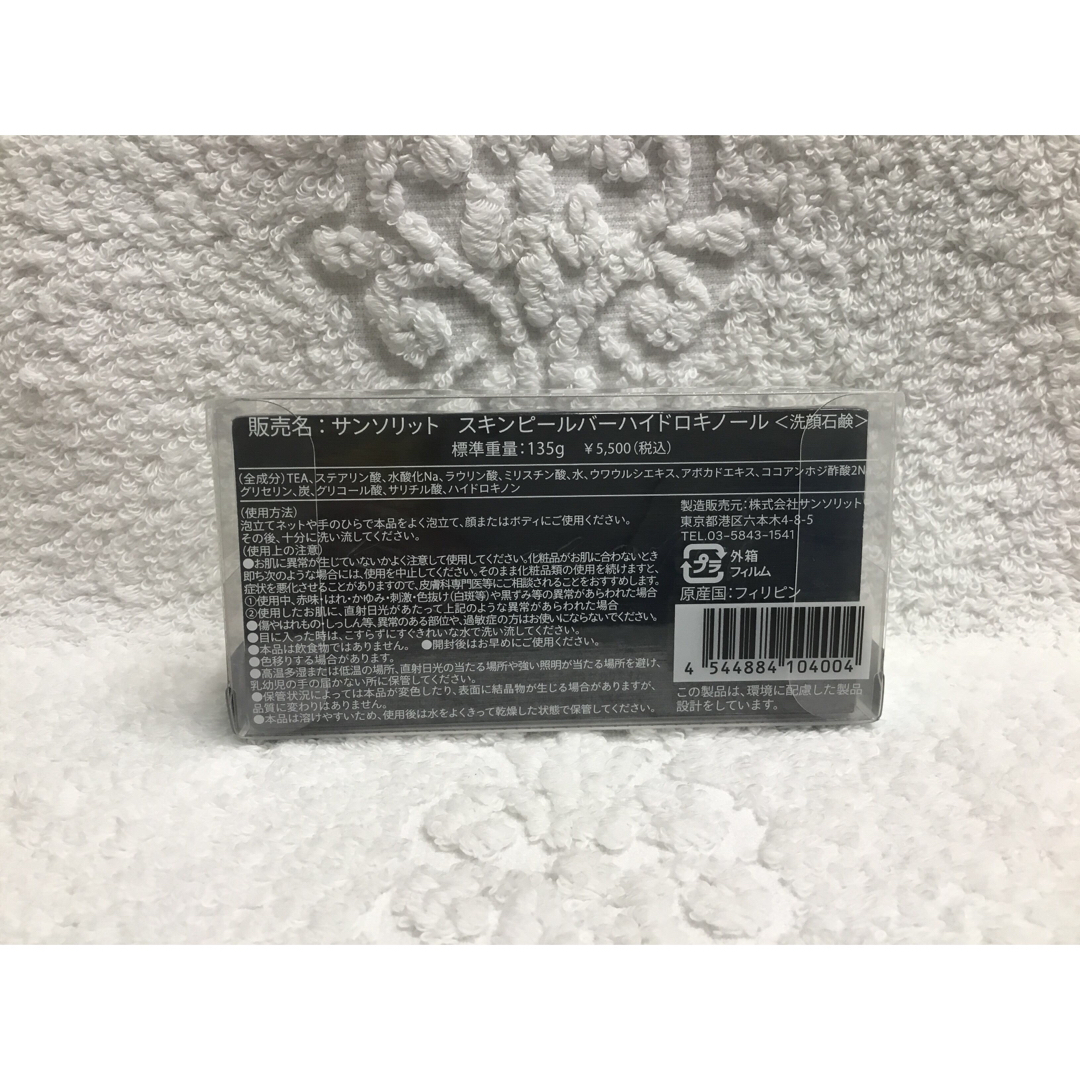 販売名：サンソリット　スキンピールバーハイドロキノール＜洗顔石鹸＞
標準重量：135g　￥5,500（税込）
（全成分）TEA、ステアリン酸、水酸化Na、ラウリン酸、ミリスチン酸、水、ウワウルシエキス、アボカドエキス、ココアンホジ酢酸2N
グリセリン、炭、グリコール酸、サリチル酸、ハイドロキノン
（使用方法）
泡立てネットや手のひらで本品をよく泡立て、顔またはボディにご使用ください。
その後、十分に洗い流してください。
（使用上の注意）
●お肌に異常が生じていないかよく注意して使用してください。化粧品がお肌に合わないとき
即ち次のような場合には、使用を中止してください。そのまま化粧品類の使用を続けますと、
症状を悪化させることがありますので、皮膚科専門医等にご相談されることをおすすめします。
①使用中、赤味・はれ・かゆみ・刺激・色抜け（白斑等）や黒ずみ等の異常があらわれた場合
②使用したお肌に、直射日光があたって上記のような異常があらわれた場合
●傷やはれもの・しっしん等、異常のある部位や、過敏症の方はお使いにならないでください。
●目に入った時は、こすらずにすぐきれいな水で洗い流してください。
●本品は飲食物ではありません。　●開封後はお早めにご使用ください。
●色移りする場合があります。
●高温多湿または低温の場所、直射日光の当たる場所や強い照明が当たる場所を避け、
乳幼児の手の届かない所に保管してください。
●保管状況によっては本品が変色したり、表面に結晶物が生じる場合がありますが、
品質に変わりはありません。
●本品は溶けやすいため、使用後は水をよくきって乾燥した状態で保管してください。
製造販売元：株式会社サンソリット
東京都港区六本木4-8-5
TEL.03-5843-1541
プラ
外箱
フィルム
原産国：フィリピン
4 544884 104004
この製品は、環境に配慮した製品
設計をしています。